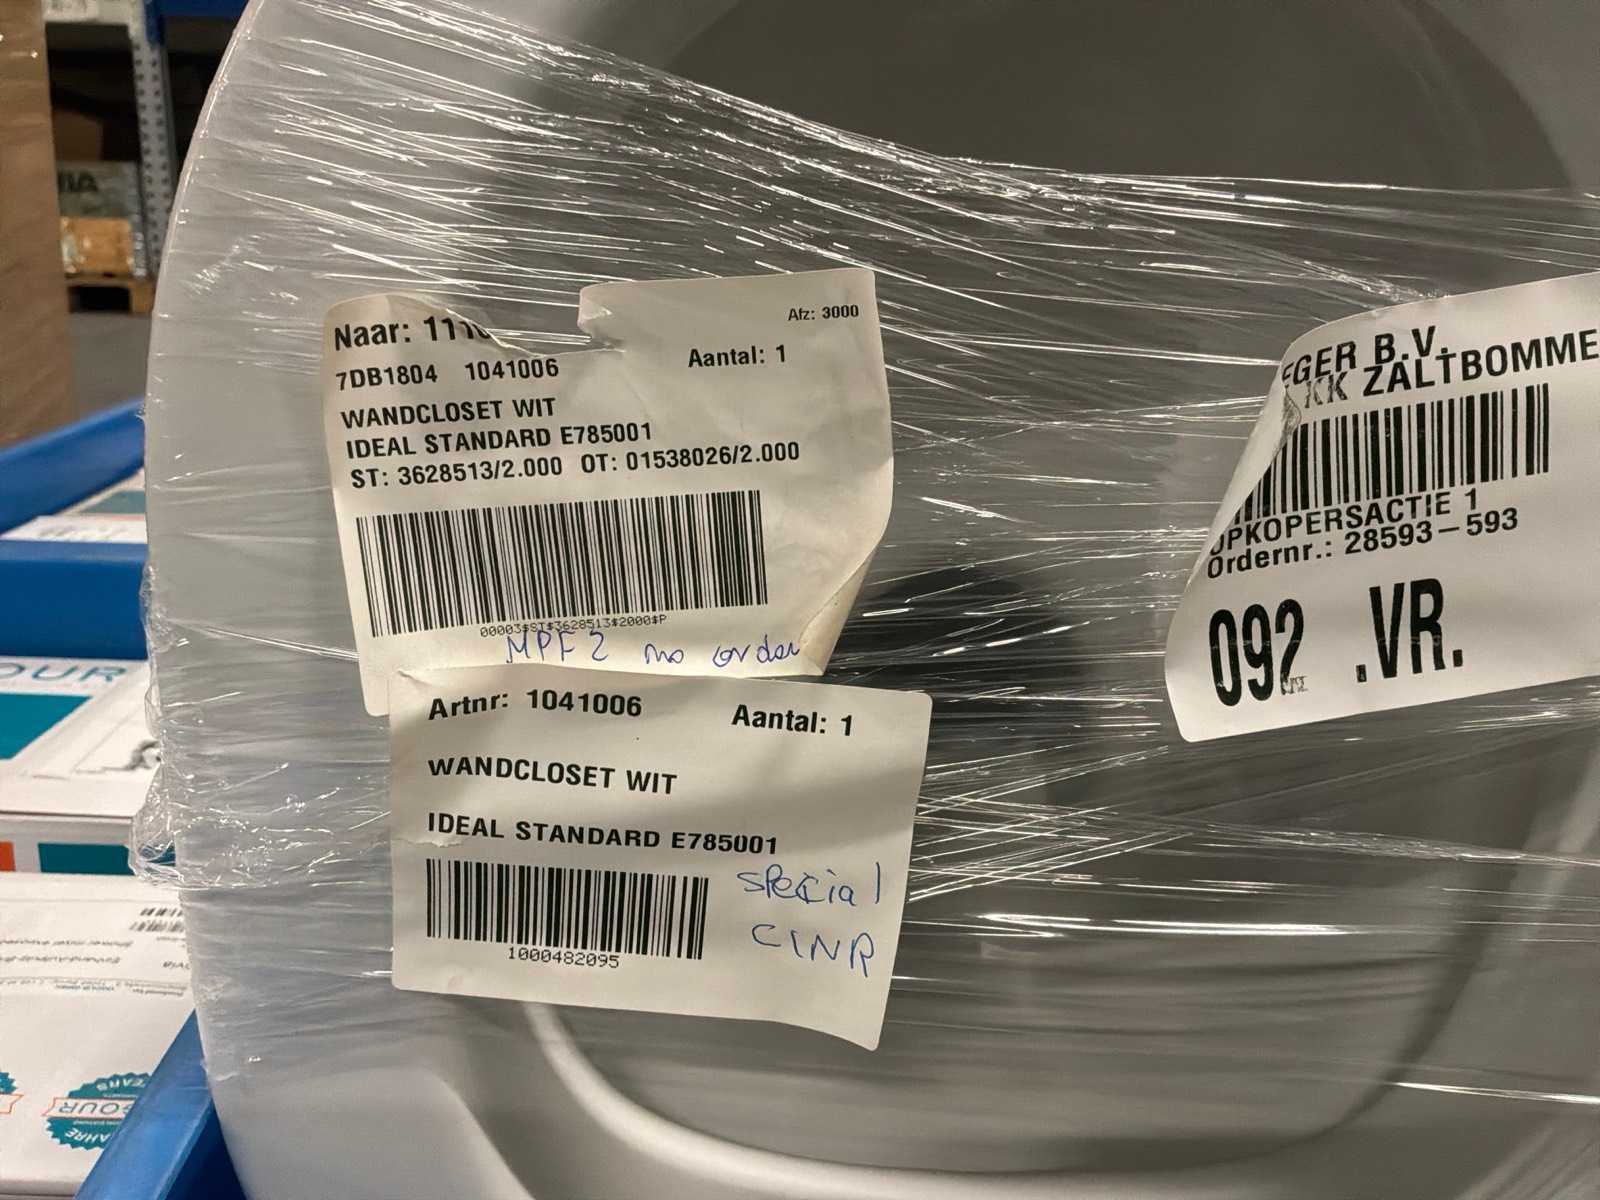 Naar: 1110
Afz: 3000
7DB1804 1041006
Aantal: 1
WANDCLOSET WIT
IDEAL STANDARD E785001
ST: 3628513/2.000 OT: 01538026/2.000
00003$ST$3628513$2000$P
MPF2 no order
Artnr: 1041006
Aantal: 1
WANDCLOSET WIT
IDEAL STANDARD E785001
1000482095
special
CINR
EGER B.V.
KK ZALTBOMME
OPKOPERSACTIE 1
Ordernr.: 28593-593
092 .VR.
OUR